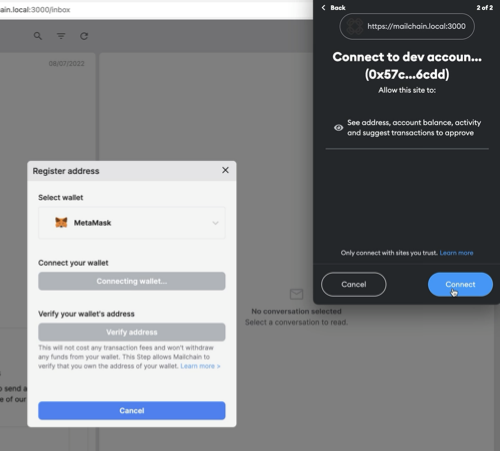 chain.local:3000/inbox
08/07/2022
Register address
Select wallet
MetaMask
Connect your wallet
Connecting wallet...
Verify your wallet's address
Verify address
This will not cost any transaction fees and won't withdraw
any funds from your wallet. This Step allows Mailchain to
verify that you own the address of your wallet. Learn more >
Cancel
to send a
e of our
No conversation selected
Select a conversation to read.
Back
2 of 2
https://mailchain.local:3000
Connect to dev accoun...
(0x57c...6cdd)
Allow this site to:
See address, account balance, activity
and suggest transactions to approve
Only connect with sites you trust. Learn more
Cancel
Connect